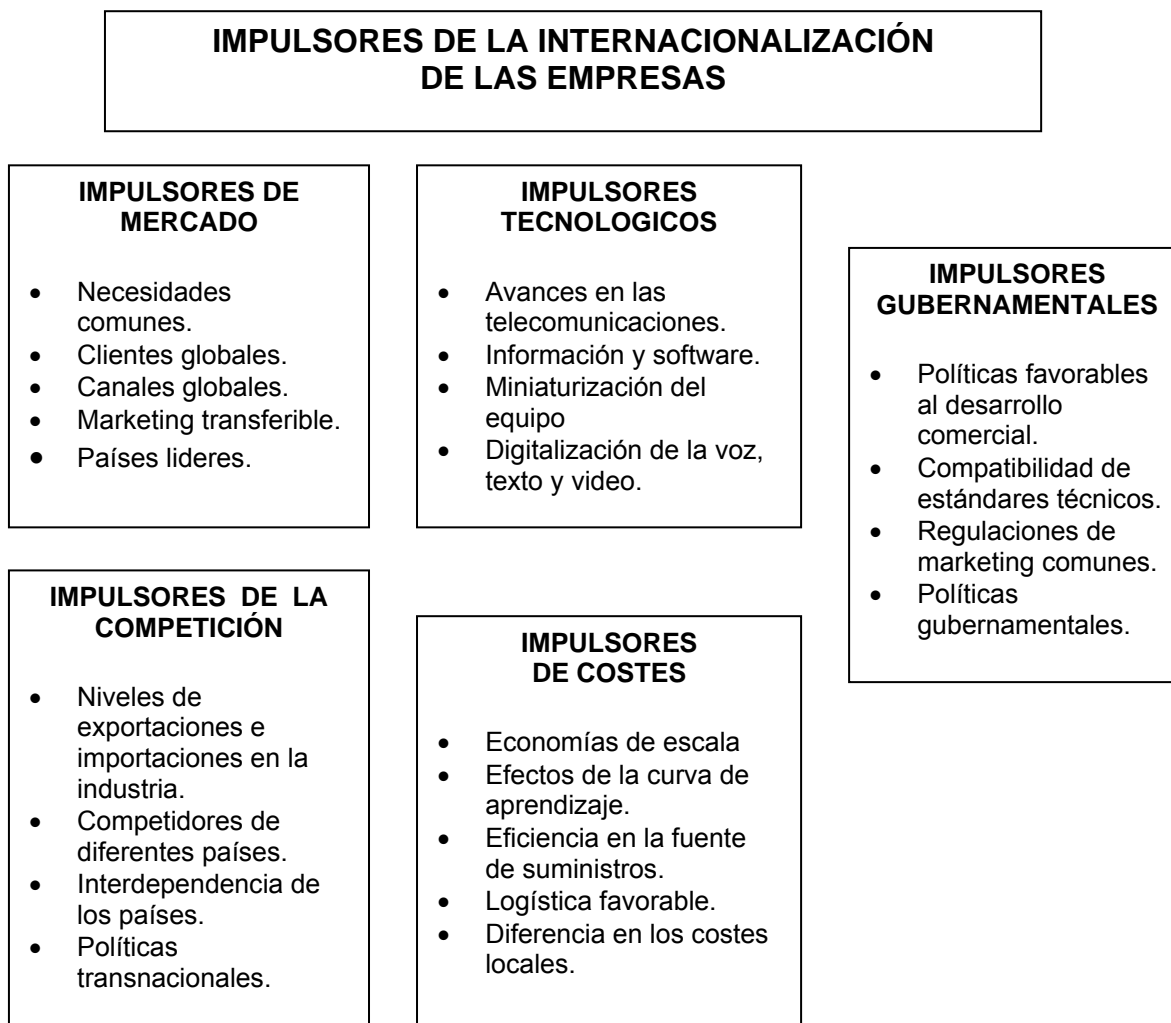 IMPULSORES DE LA INTERNACIONALIZACIÓN
DE LAS EMPRESAS
IMPULSORES DE
MERCADO
• Necesidades
comunes.
• Clientes globales.
• Canales globales.
• Marketing transferible.
• Países lideres.
IMPULSORES
TECNOLOGICOS
• Avances en las
telecomunicaciones.
• Información y software.
• Miniaturización del
equipo
• Digitalización de la voz,
texto y video.
IMPULSORES
GUBERNAMENTALES
• Políticas favorables
al desarrollo
comercial.
• Compatibilidad de
estándares técnicos.
• Regulaciones de
marketing comunes.
• Políticas
gubernamentales.
IMPULSORES DE LA
COMPETICIÓN
• Niveles de
exportaciones e
importaciones en la
industria.
• Competidores de
diferentes países.
• Interdependencia de
los países.
• Políticas
transnacionales.
IMPULSORES
DE COSTES
• Economías de escala
• Efectos de la curva de
aprendizaje.
• Eficiencia en la fuente
de suministros.
• Logística favorable.
• Diferencia en los costes
locales.